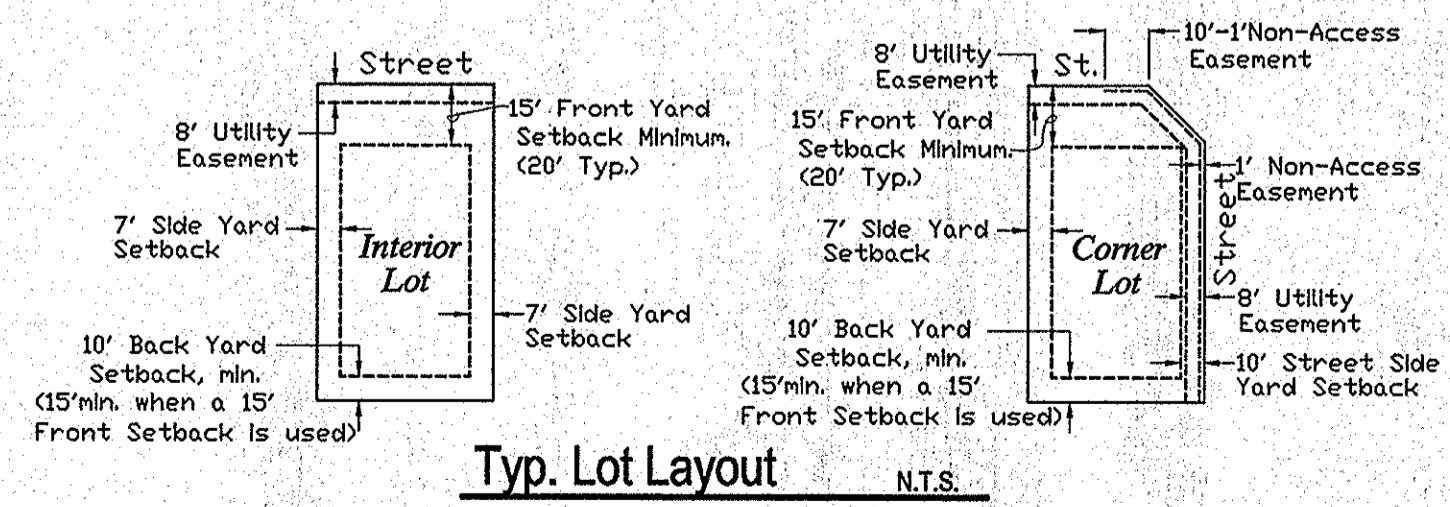 Street
8' Utility
Easement
15' Front Yard
Setback Minimum.
(20' Typ.)
7' Side Yard
Setback
Interior
Lot
7' Side Yard
Setback
10' Back Yard
Setback, min.
(15'min. when a 15'
Front Setback is used)
8' Utility
Easement
St.
10'-1'Non-Access
Easement
15' Front Yard
Setback Minimum.
(20' Typ.)
1' Non-Access
Easement
Street
7' Side Yard
Setback
Corner
Lot
8' Utility
Easement
10' Back Yard
Setback, min.
(15'min. when a 15'
Front Setback is used)
10' Street Side
Yard Setback
Typ. Lot Layout N.T.S.